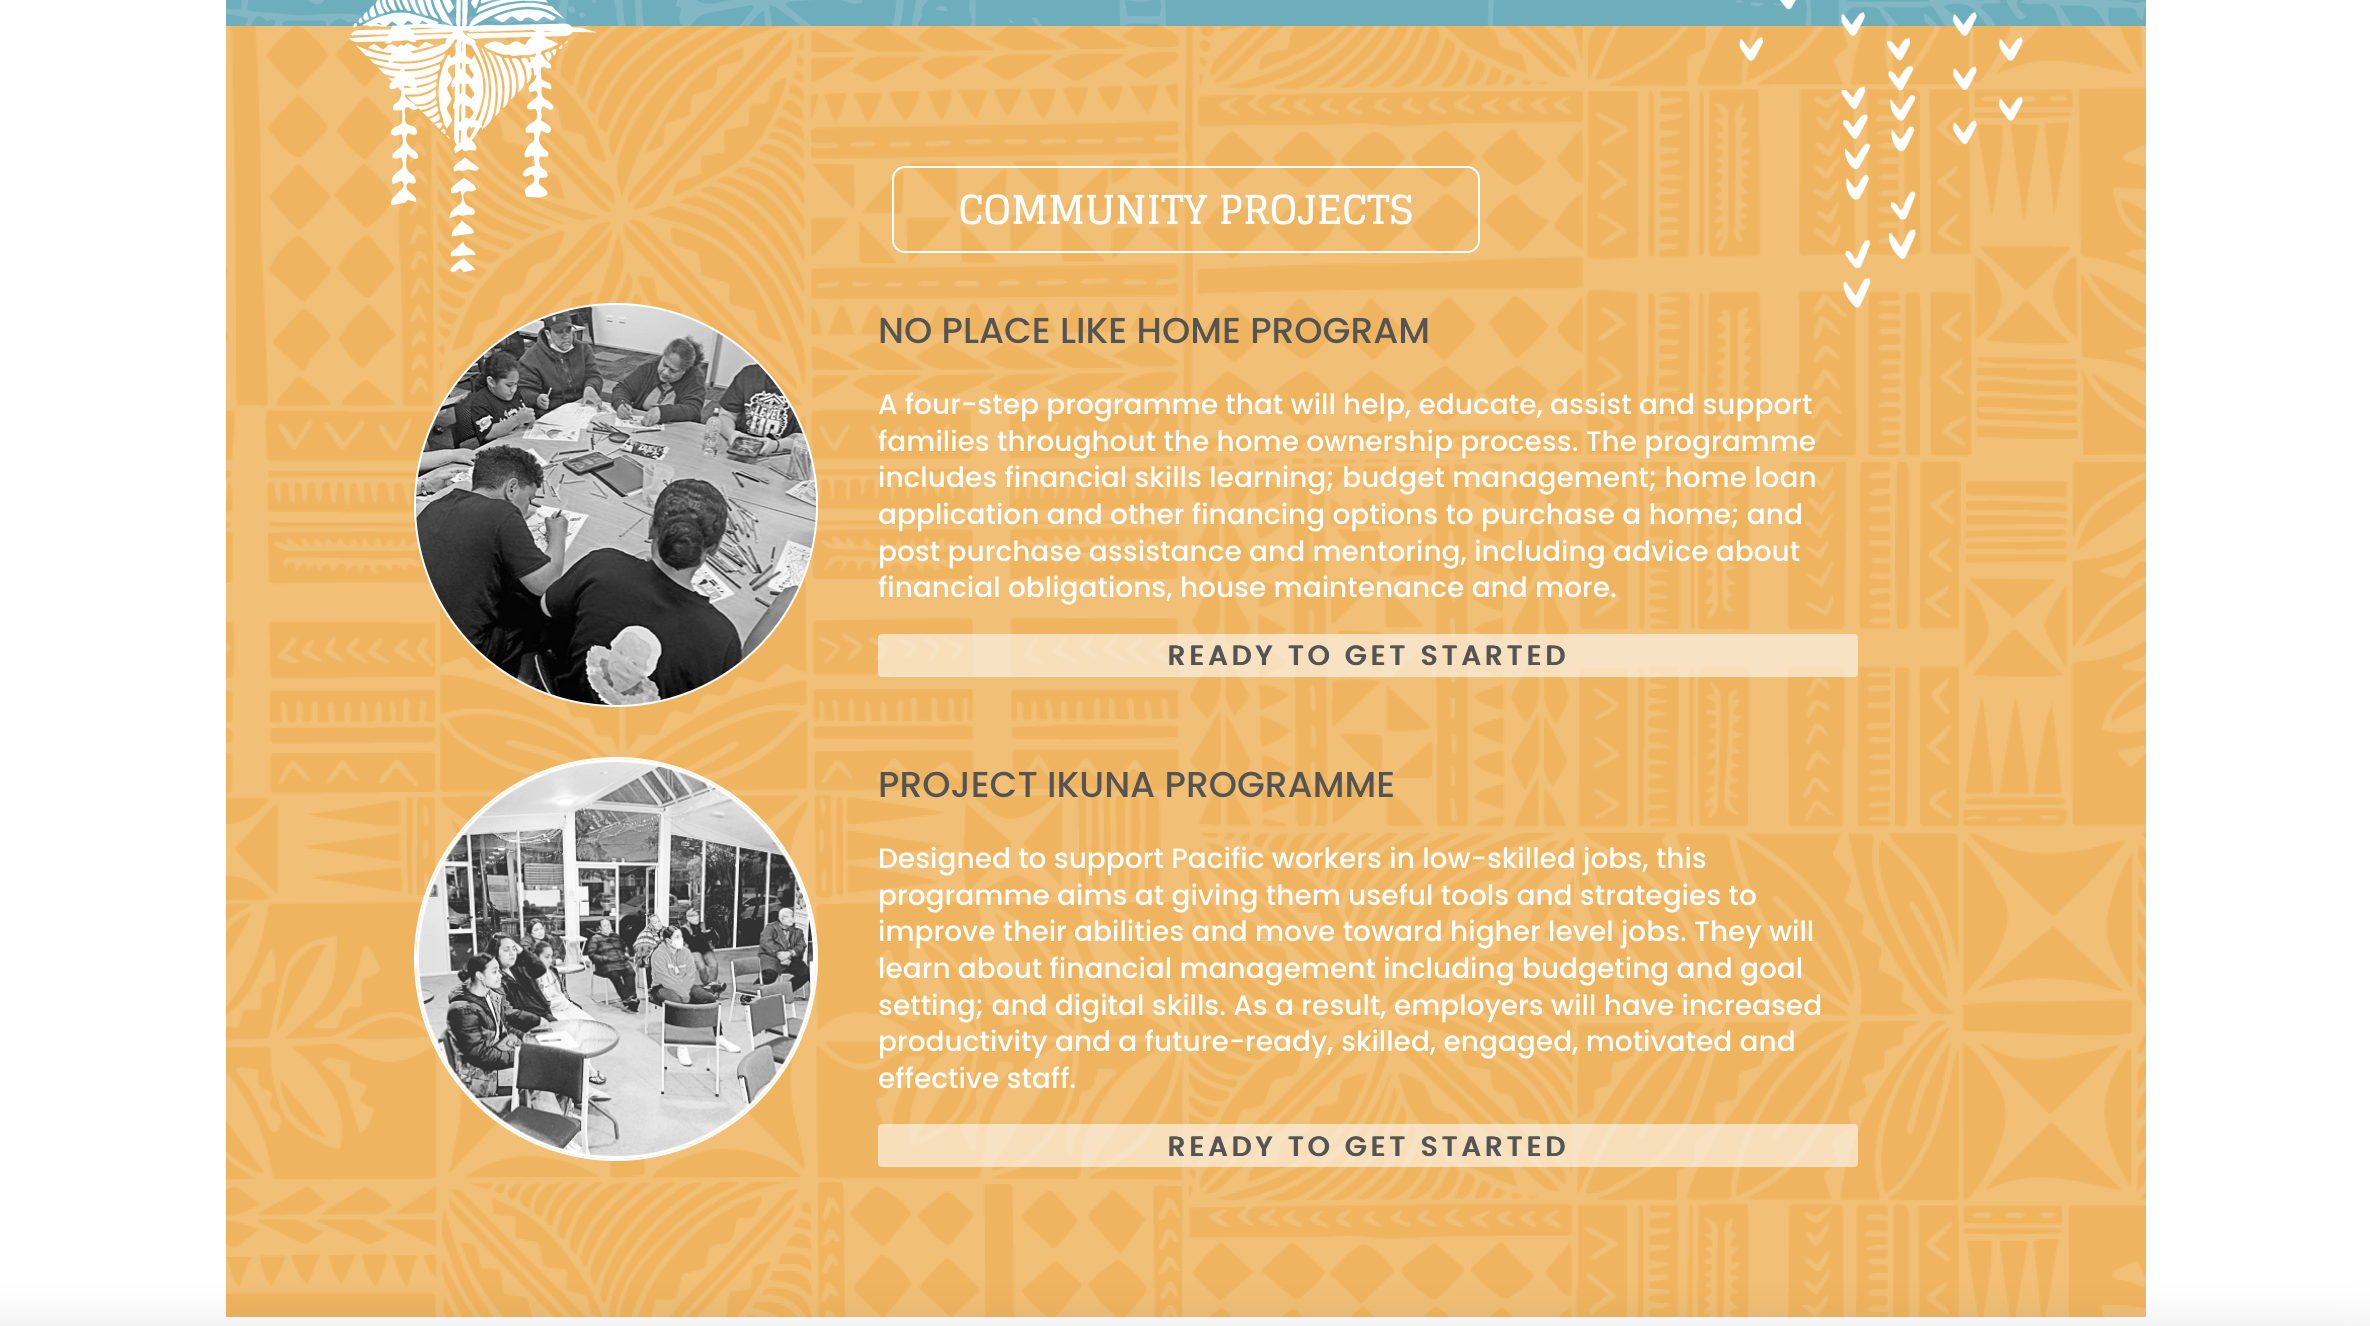 COMMUNITY PROJECTS
NO PLACE LIKE HOME PROGRAM
A four-step programme that will help, educate, assist and support
families throughout the home ownership process. The programme
includes financial skills learning; budget management; home loan
application and other financing options to purchase a home; and
post purchase assistance and mentoring, including advice about
financial obligations, house maintenance and more.
READY TO GET STARTED
LEVEL
UP
PROJECT IKUNA PROGRAMME
Designed to support Pacific workers in low-skilled jobs, this
programme aims at giving them useful tools and strategies to
improve their abilities and move toward higher level jobs. They will
learn about financial management including budgeting and goal
setting; and digital skills. As a result, employers will have increased
productivity and a future-ready, skilled, engaged, motivated and
effective staff.
READY TO GET STARTED